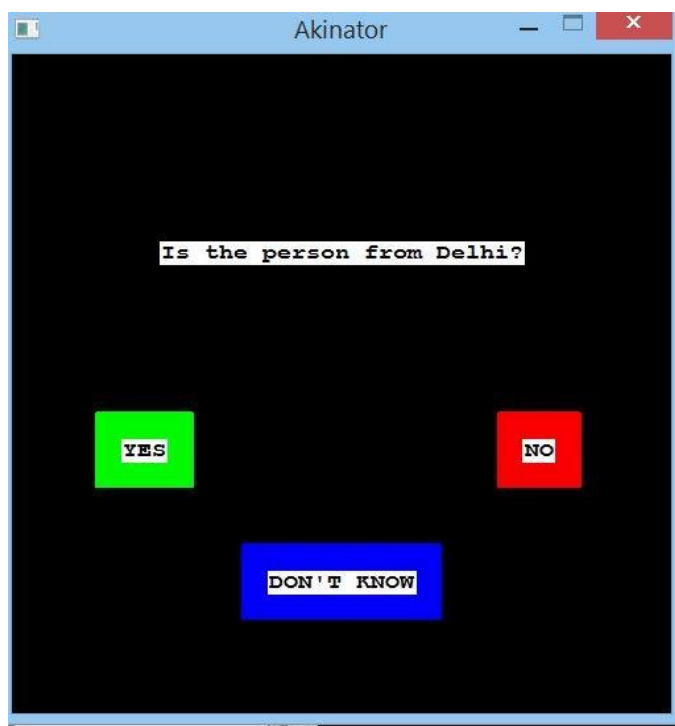 Akinator
Is the person from Delhi?
YES
NO
DON'T KNOW